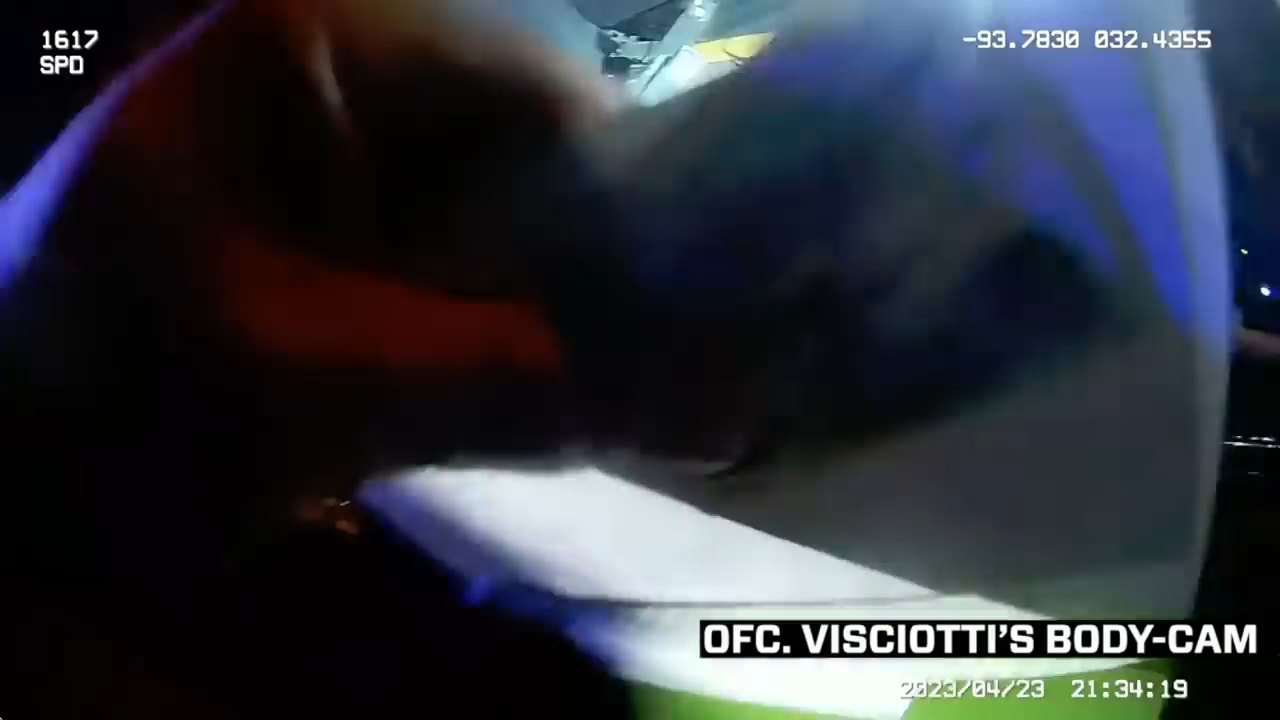 1617
SPD
-93.7830 032.4355
OFC. VISCIOTTI'S BODY-CAM
2023/04/23 21:34:19